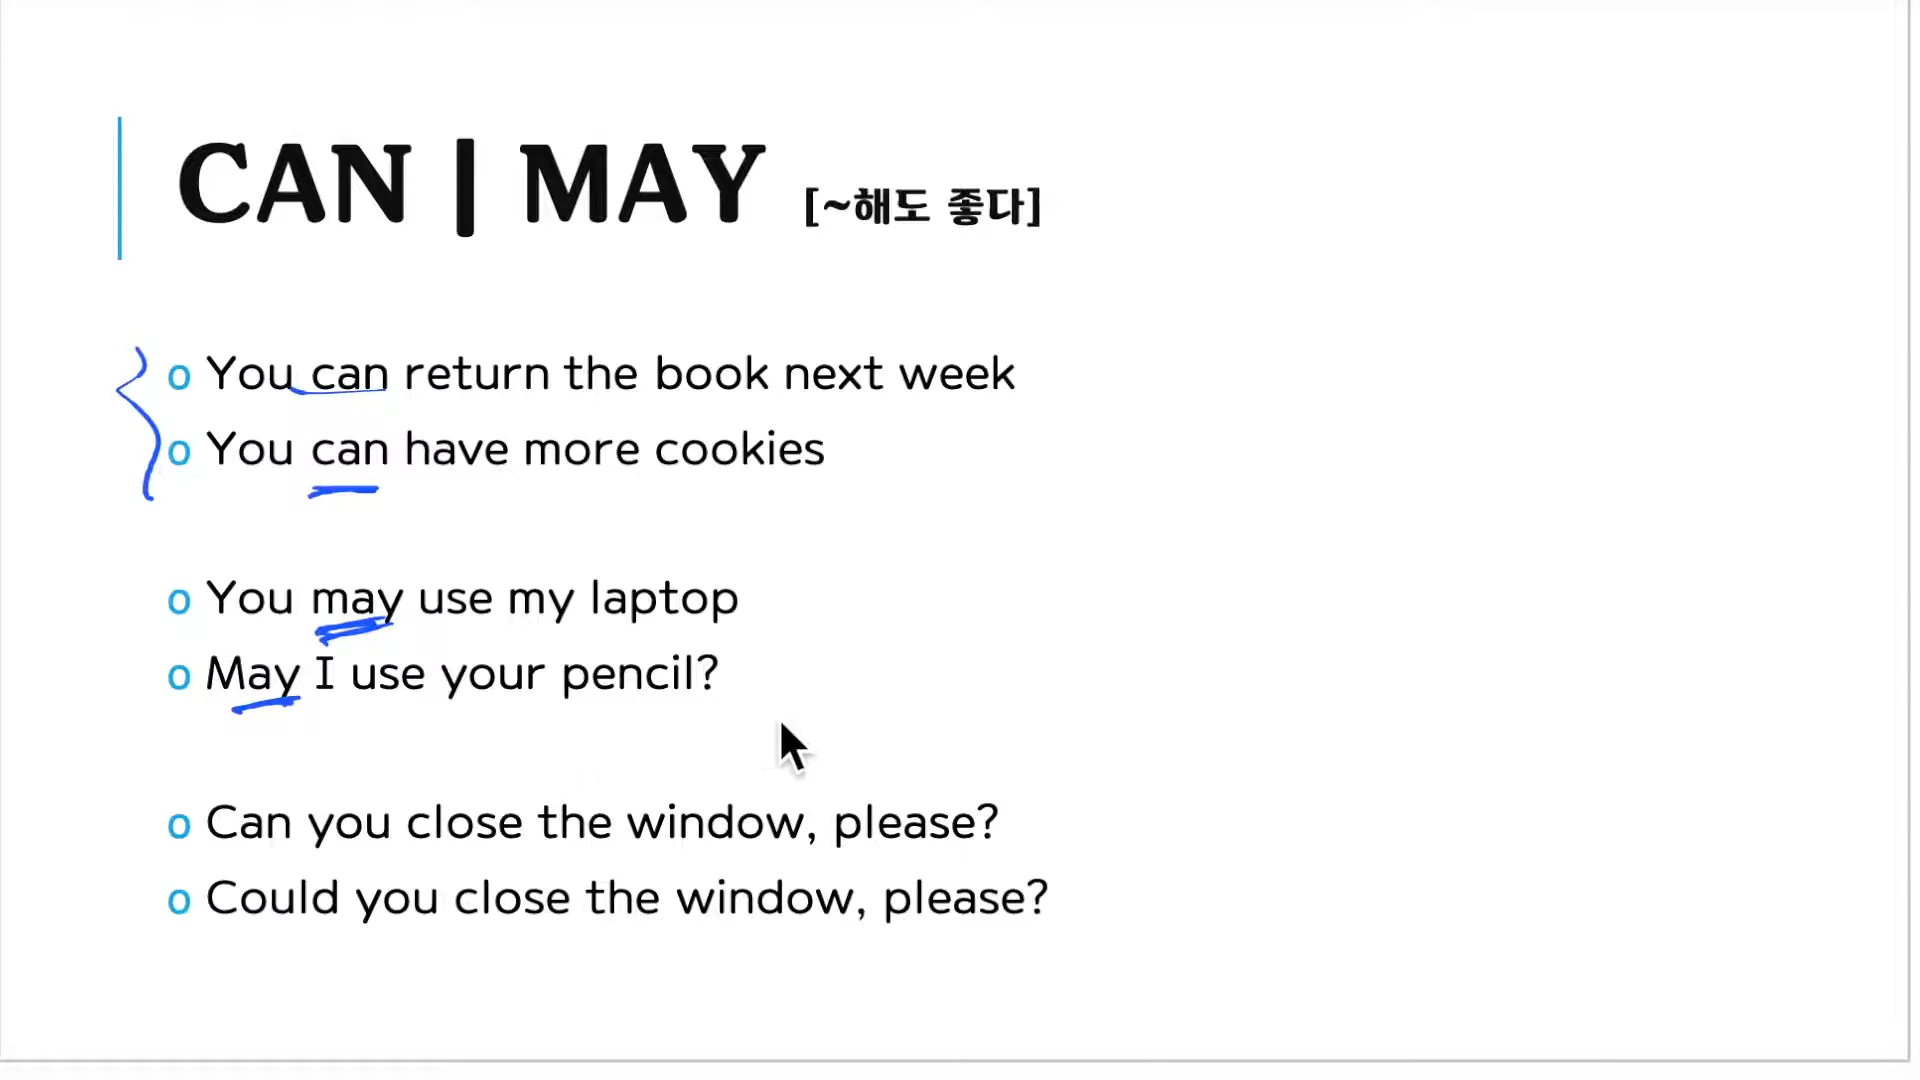 CAN | MAY [~해도 좋다]
o You can return the book next week
o You can have more cookies
o You may use my laptop
o May I use your pencil?
o Can you close the window, please?
o Could you close the window, please?